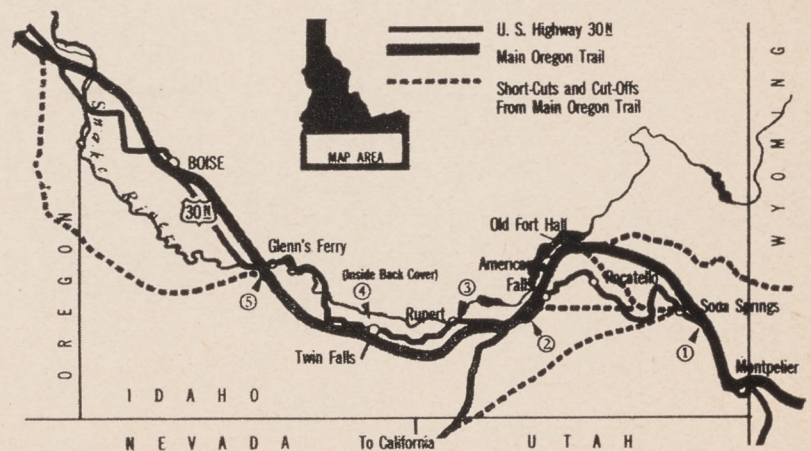 U. S. Highway 30N
Main Oregon Trail
Short-Cuts and Cut-Offs
From Main Oregon Trail
MAP AREA
WYOMING
Snake River
BOISE
30N
OREGON
Old Fort Hall
Glenn's Ferry
American
Falls
(Inside Back Cover)
Pocatello
④
③
⑤
Rupert
Soda Springs
②
①
Twin Falls
Montpelier
IDAHO
NEVADA
To California
UTAH